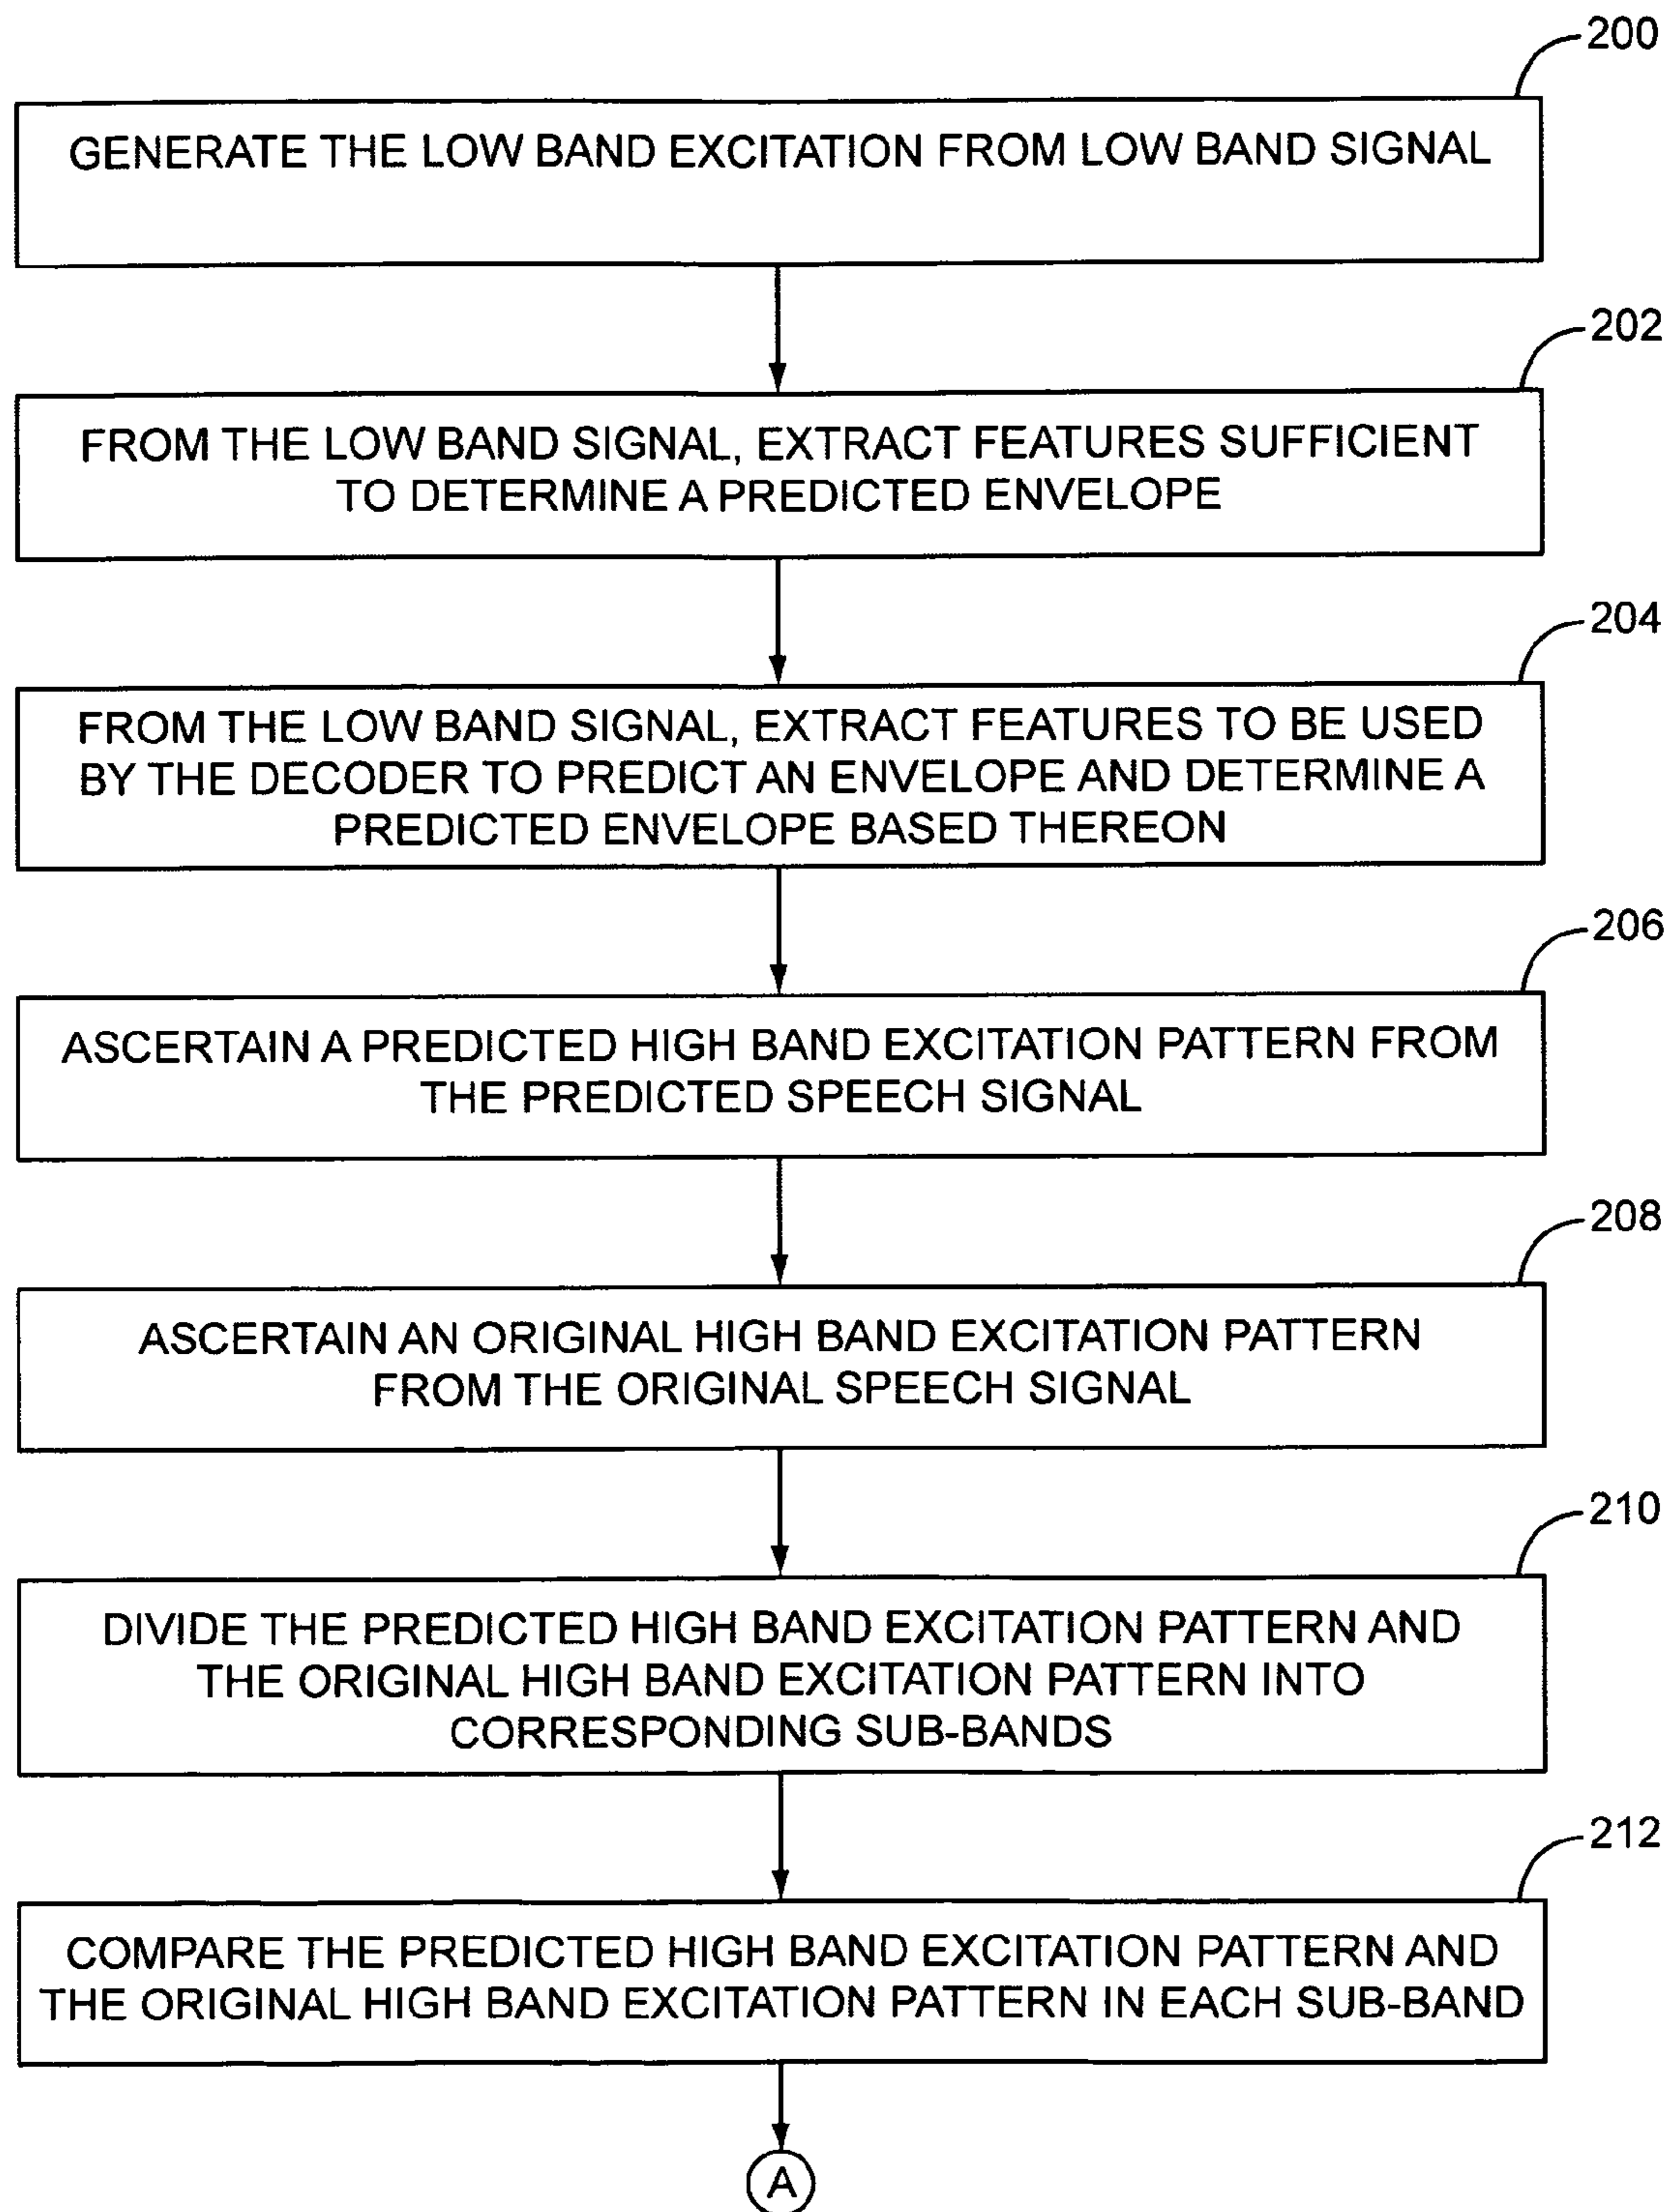 200
GENERATE THE LOW BAND EXCITATION FROM LOW BAND SIGNAL
202
FROM THE LOW BAND SIGNAL, EXTRACT FEATURES SUFFICIENT
TO DETERMINE A PREDICTED ENVELOPE
204
FROM THE LOW BAND SIGNAL, EXTRACT FEATURES TO BE USED
BY THE DECODER TO PREDICT AN ENVELOPE AND DETERMINE A
PREDICTED ENVELOPE BASED THEREON
206
ASCERTAIN A PREDICTED HIGH BAND EXCITATION PATTERN FROM
THE PREDICTED SPEECH SIGNAL
208
ASCERTAIN AN ORIGINAL HIGH BAND EXCITATION PATTERN
FROM THE ORIGINAL SPEECH SIGNAL
210
DIVIDE THE PREDICTED HIGH BAND EXCITATION PATTERN AND
THE ORIGINAL HIGH BAND EXCITATION PATTERN INTO
CORRESPONDING SUB-BANDS
212
COMPARE THE PREDICTED HIGH BAND EXCITATION PATTERN AND
THE ORIGINAL HIGH BAND EXCITATION PATTERN IN EACH SUB-BAND
A